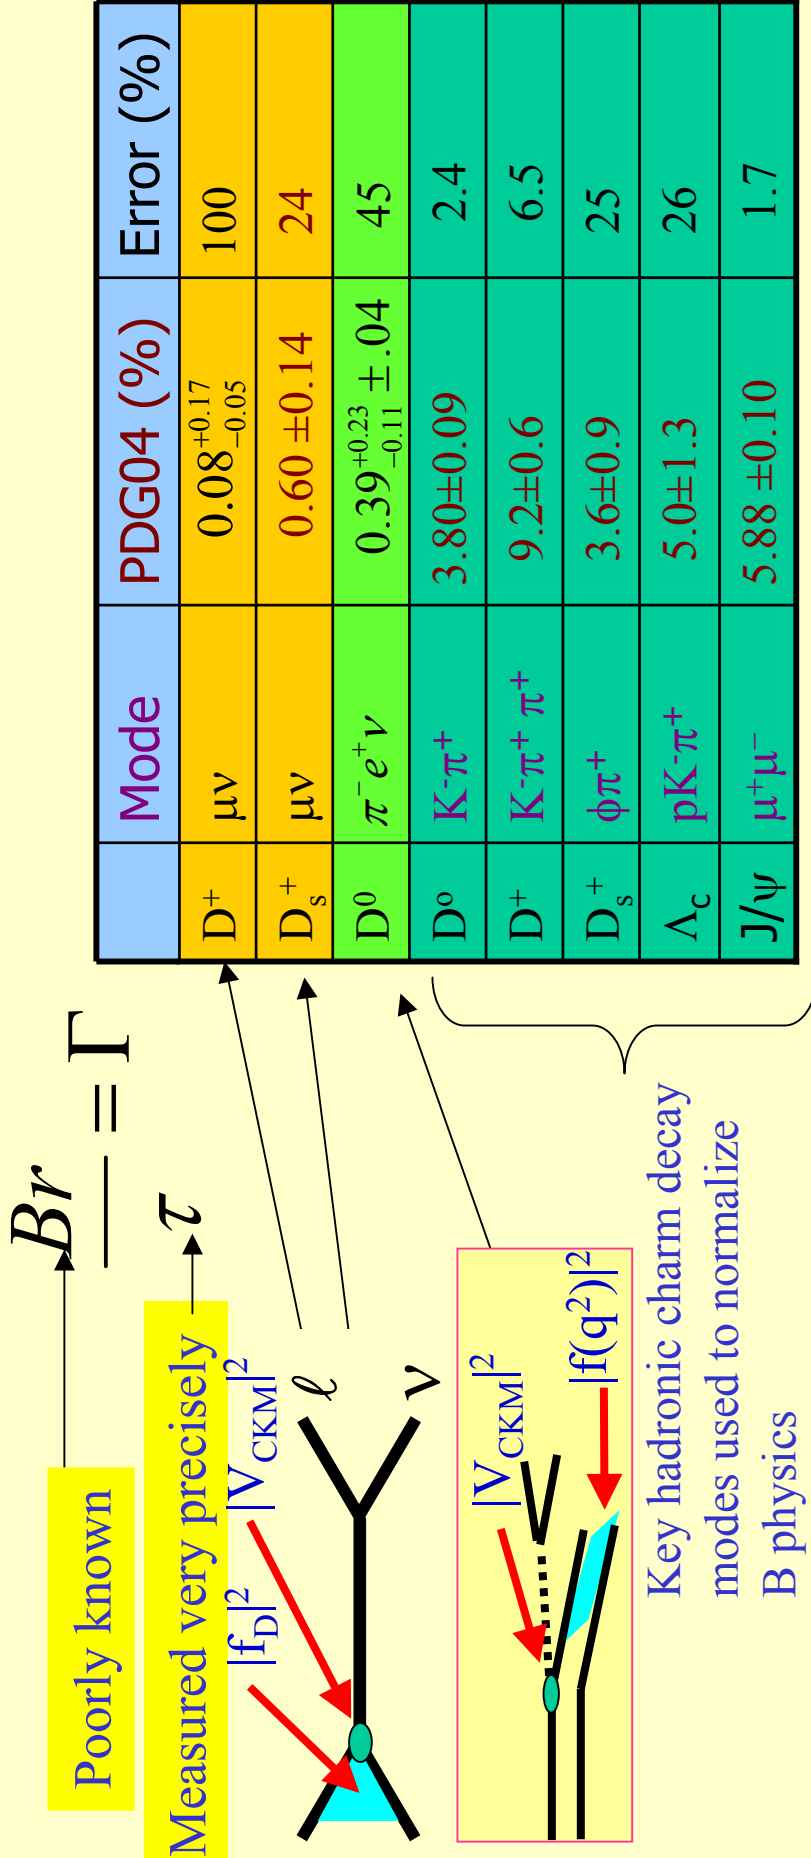 Poorly known
Br
= Γ
τ
Measured very precisely
|f_D|²
|V_CKM|²
ℓ
ν
|V_CKM|²
|f(q²)|²
Key hadronic charm decay
modes used to normalize
B physics
Mode PDG04 (%) Error (%)
D⁺ μν 0.08 +0.17 −0.05 100
D_s⁺ μν 0.60 ±0.14 24
D⁰ π⁻e⁺ν 0.39 +0.23 −0.11 ±.04 45
Dº K⁻π⁺ 3.80±0.09 2.4
D⁺ K⁻π⁺ π⁺ 9.2±0.6 6.5
D_s⁺ φπ⁺ 3.6±0.9 25
Λ_c pK⁻π⁺ 5.0±1.3 26
J/ψ μ⁺μ⁻ 5.88 ±0.10 1.7